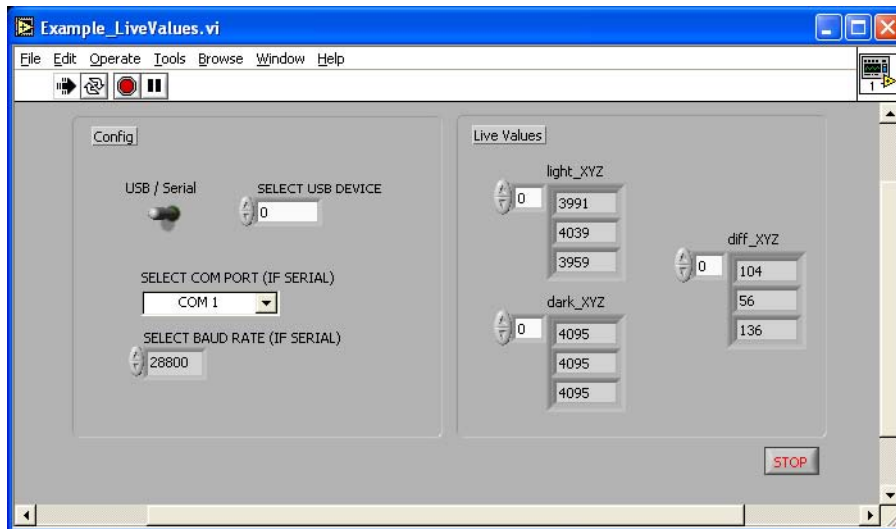 Example_LiveValues.vi
File Edit Operate Tools Browse Window Help
1
Config
USB / Serial
SELECT USB DEVICE
0
SELECT COM PORT (IF SERIAL)
COM 1
SELECT BAUD RATE (IF SERIAL)
28800
Live Values
light_XYZ
0
3991
4039
3959
dark_XYZ
0
4095
4095
4095
diff_XYZ
0
104
56
136
STOP